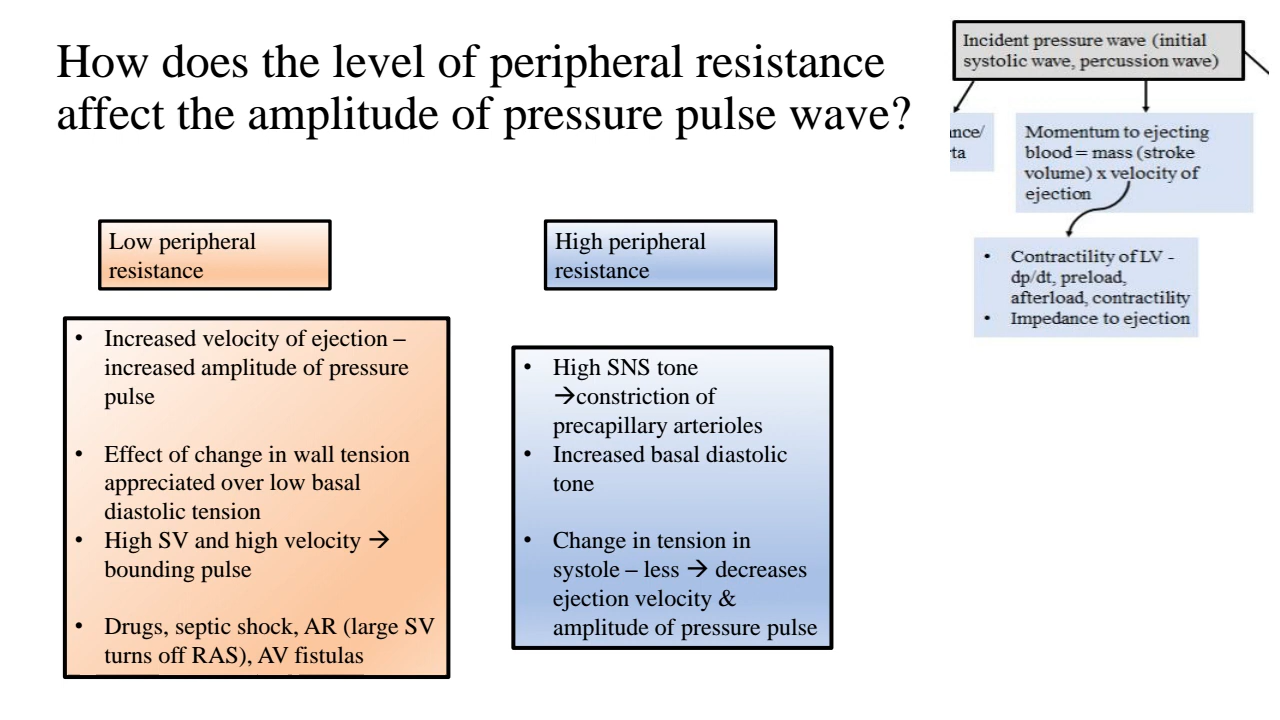 How does the level of peripheral resistance
affect the amplitude of pressure pulse wave?
Incident pressure wave (initial
systolic wave, percussion wave)
nce/
ta
Momentum to ejecting
blood = mass (stroke
volume) x velocity of
ejection
• Contractility of LV -
dp/dt, preload,
afterload, contractility
• Impedance to ejection
Low peripheral
resistance
• Increased velocity of ejection –
increased amplitude of pressure
pulse
• Effect of change in wall tension
appreciated over low basal
diastolic tension
• High SV and high velocity →
bounding pulse
• Drugs, septic shock, AR (large SV
turns off RAS), AV fistulas
High peripheral
resistance
• High SNS tone
→constriction of
precapillary arterioles
• Increased basal diastolic
tone
• Change in tension in
systole – less → decreases
ejection velocity &
amplitude of pressure pulse